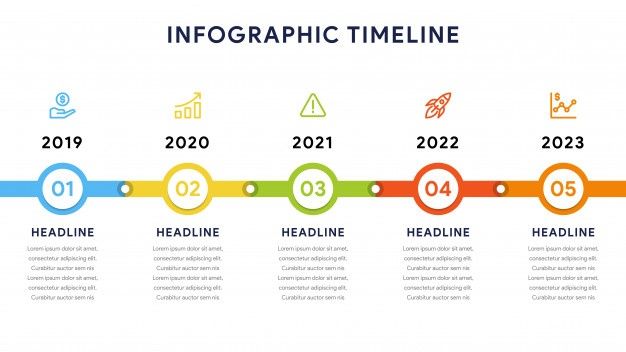 INFOGRAPHIC TIMELINE
$
$
2019 2020 2021 2022 2023
01 02 03 04 05
HEADLINE HEADLINE HEADLINE HEADLINE HEADLINE
Lorem ipsum dolor sit amet, Lorem ipsum dolor sit amet, Lorem ipsum dolor sit amet, Lorem ipsum dolor sit amet, Lorem ipsum dolor sit amet,
consectetur adipiscing elit. consectetur adipiscing elit. consectetur adipiscing elit. consectetur adipiscing elit. consectetur adipiscing elit.
Curabitur auctor sem nis Curabitur auctor sem nis Curabitur auctor sem nis Curabitur auctor sem nis Curabitur auctor sem nis
Lorem ipsum dolor sit amet, Lorem ipsum dolor sit amet, Lorem ipsum dolor sit amet, Lorem ipsum dolor sit amet, Lorem ipsum dolor sit amet,
consectetur adipiscing elit. consectetur adipiscing elit. consectetur adipiscing elit. consectetur adipiscing elit. consectetur adipiscing elit.
Curabitur auctor sem nis Curabitur auctor sem nis Curabitur auctor sem nis Curabitur auctor sem nis Curabitur auctor sem nis